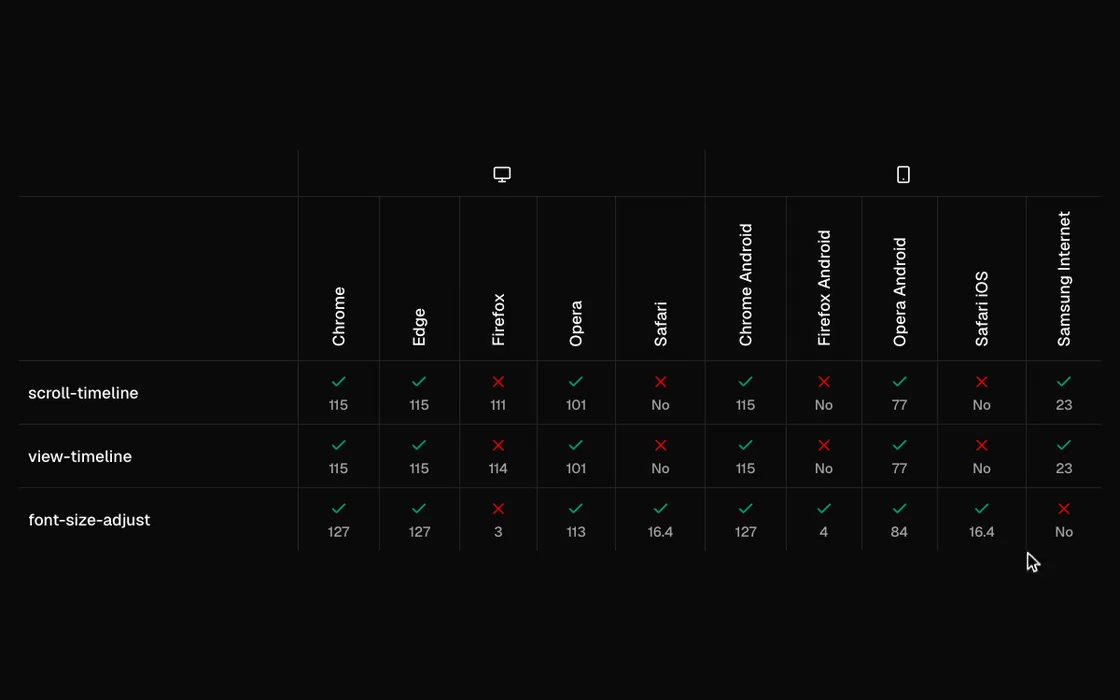 Chrome
Edge
Firefox
Opera
Safari
Chrome Android
Firefox Android
Opera Android
Safari iOS
Samsung Internet
scroll-timeline
115 115 111 101 No 115 No 77 No 23
view-timeline
115 115 114 101 No 115 No 77 No 23
font-size-adjust
127 127 3 113 16.4 127 4 84 16.4 No